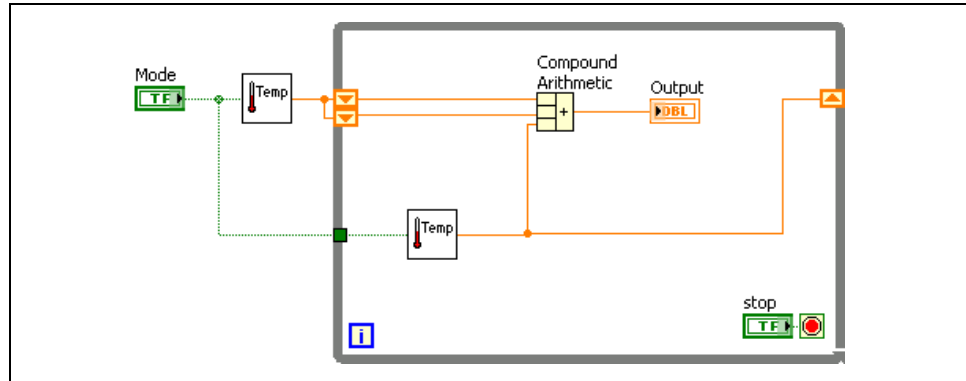 Mode
TF
Temp
Compound
Arithmetic
+
Output
DBL
Temp
i
stop
TF